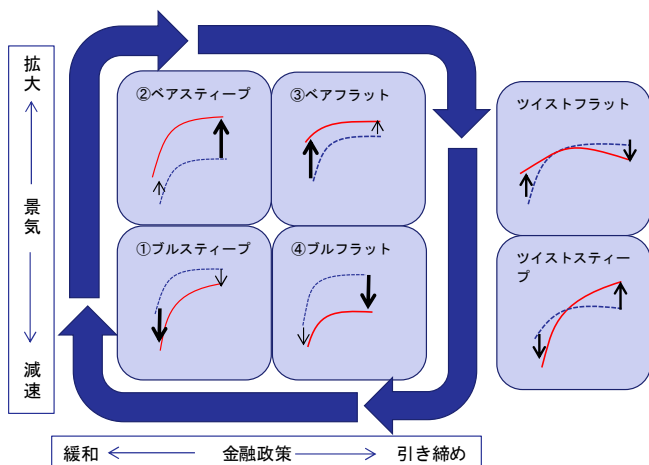 拡大
景気
減速
②ベアスティープ
③ベアフラット
①ブルスティープ
④ブルフラット
ツイストフラット
ツイストスティー
プ
緩和 金融政策 引き締め